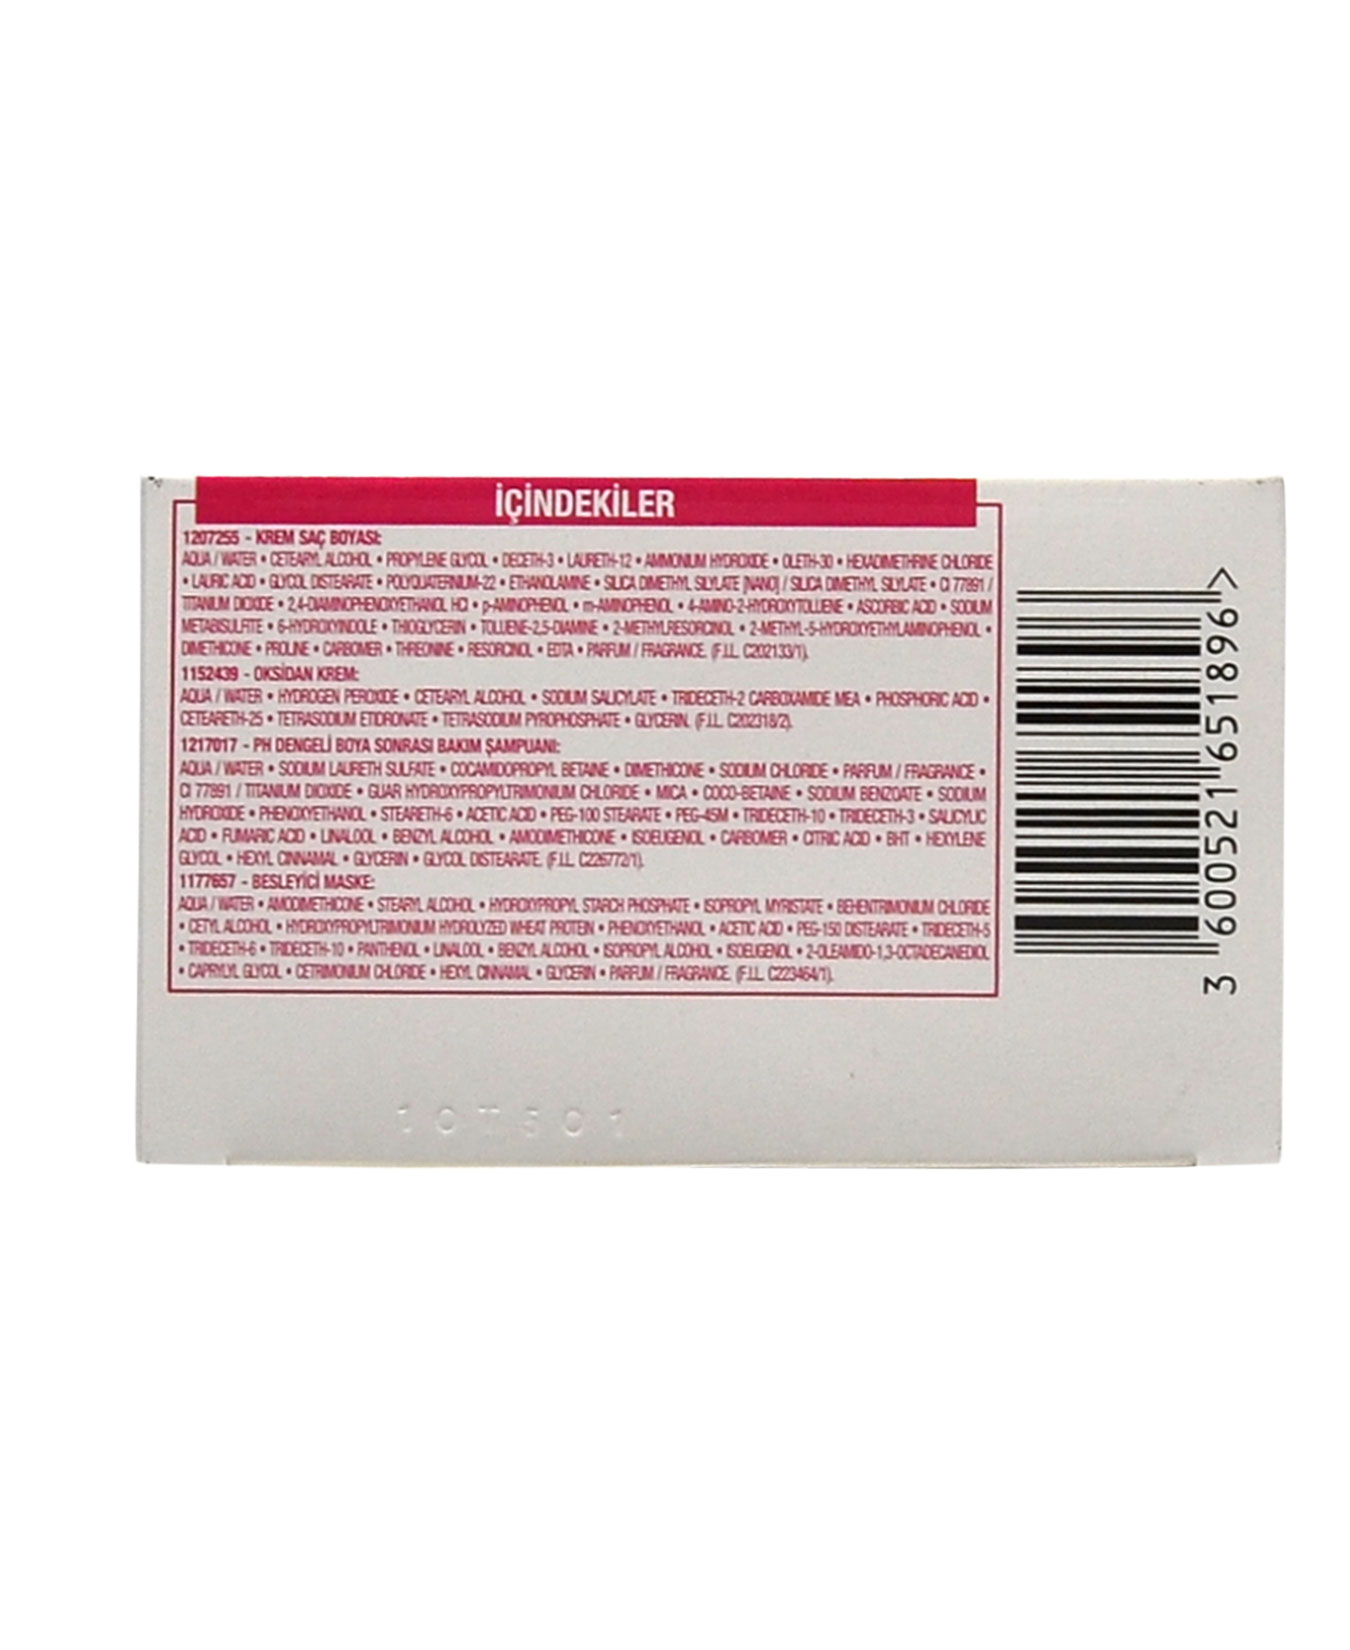 İÇİNDEKİLER
1207255 - KREM SAÇ BOYASI:
AQUA / WATER • CETEARYL ALCOHOL • PROPYLENE GLYCOL • DECETH-3 • LAURETH-12 • AMMONIUM HYDROXIDE • OLETH-30 • HEXADIMETHRINE CHLORIDE
• LAURIC ACID • GLYCOL DISTEARATE • POLYQUATERNIUM-22 • ETHANOLAMINE • SILICA DIMETHYL SILYLATE [NANO] / SILICA DIMETHYL SILYLATE • CI 77891 /
TITANIUM DIOXIDE • 2,4-DIAMINOPHENOXYETHANOL HCl • p-AMINOPHENOL • m-AMINOPHENOL • 4-AMINO-2-HYDROXYTOLUENE • ASCORBIC ACID • SODIUM
METABISULFITE • 6-HYDROXYINDOLE • THIOGLYCERIN • TOLUENE-2,5-DIAMINE • 2-METHYLRESORCINOL • 2-METHYL-5-HYDROXYETHYLAMINOPHENOL •
DIMETHICONE • PROLINE • CARBOMER • THREONINE • RESORCINOL • EDTA • PARFUM / FRAGRANCE. (F.I.L. C202133/1).
1152439 - OKSİDAN KREM:
AQUA / WATER • HYDROGEN PEROXIDE • CETEARYL ALCOHOL • SODIUM SALICYLATE • TRIDECETH-2 CARBOXAMIDE MEA • PHOSPHORIC ACID •
CETEARETH-25 • TETRASODIUM ETIDRONATE • TETRASODIUM PYROPHOSPHATE • GLYCERIN. (F.I.L. C202318/2).
1217017 - PH DENGELİ BOYA SONRASI BAKIM ŞAMPUANI:
AQUA / WATER • SODIUM LAURETH SULFATE • COCAMIDOPROPYL BETAINE • DIMETHICONE • SODIUM CHLORIDE • PARFUM / FRAGRANCE •
CI 77891 / TITANIUM DIOXIDE • GUAR HYDROXYPROPYLTRIMONIUM CHLORIDE • MICA • COCO-BETAINE • SODIUM BENZOATE • SODIUM
HYDROXIDE • PHENOXYETHANOL • STEARETH-6 • ACETIC ACID • PEG-100 STEARATE • PEG-45M • TRIDECETH-10 • TRIDECETH-3 • SALICYLIC
ACID • FUMARIC ACID • LINALOOL • BENZYL ALCOHOL • AMODIMETHICONE • ISOEUGENOL • CARBOMER • CITRIC ACID • BHT • HEXYLENE
GLYCOL • HEXYL CINNAMAL • GLYCERIN • GLYCOL DISTEARATE. (F.I.L. C226772/1).
1177657 - BESLEYİCİ MASKE:
AQUA / WATER • AMODIMETHICONE • STEARYL ALCOHOL • HYDROXYPROPYL STARCH PHOSPHATE • ISOPROPYL MYRISTATE • BEHENTRIMONIUM CHLORIDE
• CETYL ALCOHOL • HYDROXYPROPYLTRIMONIUM HYDROLYZED WHEAT PROTEIN • PHENOXYETHANOL • ACETIC ACID • PEG-150 DISTEARATE • TRIDECETH-5
• TRIDECETH-6 • TRIDECETH-10 • PANTHENOL • LINALOOL • BENZYL ALCOHOL • ISOPROPYL ALCOHOL • ISOEUGENOL • 2-OLEAMIDO-1,3-OCTADECANEDIOL
• CAPRYLYL GLYCOL • CETRIMONIUM CHLORIDE • HEXYL CINNAMAL • GLYCERIN • PARFUM / FRAGRANCE. (F.I.L. C223464/1).
3 600521 651896 >